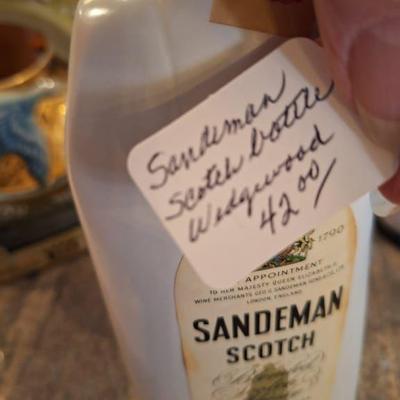 Sandeman
Scotch bottle
Wedgwood
42 00/
1790
APPOINTMENT
TO HER MAJESTY QUEEN ELIZABETH II
WINE MERCHANTS GEO G. SANDEMAN SONS & CO. LTD.
LONDON, ENGLAND.
SANDEMAN
SCOTCH